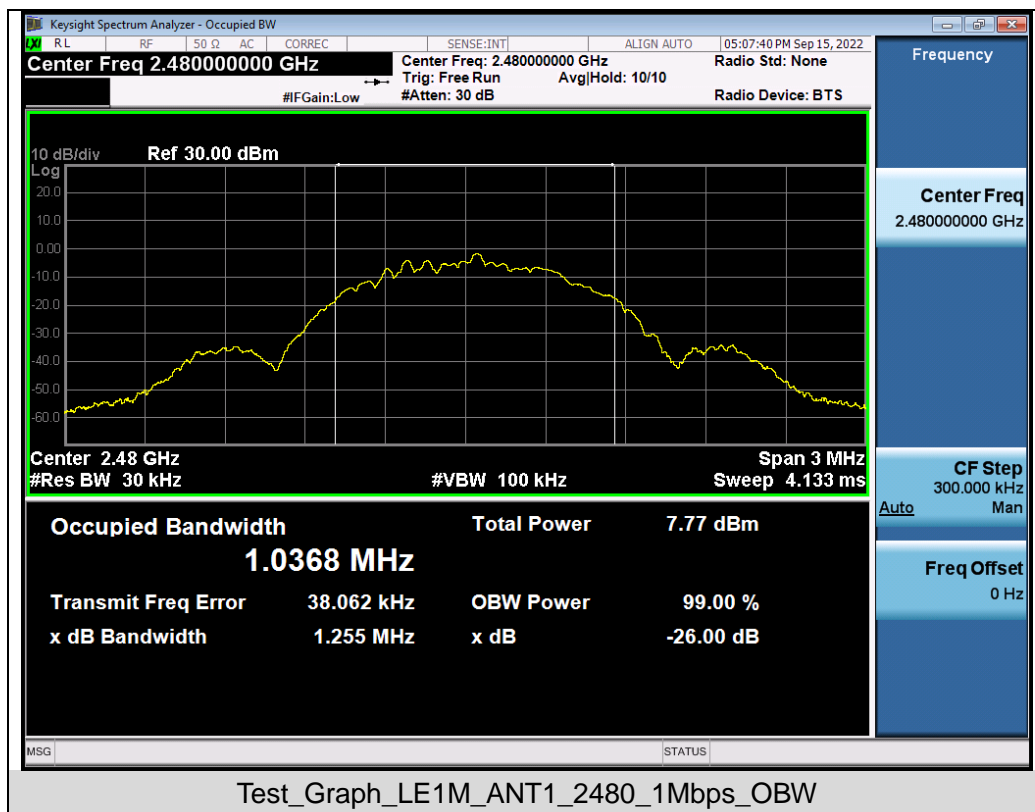 Keysight Spectrum Analyzer - Occupied BW
LXI RL RF 50 Ω AC CORREC SENSE:INT ALIGN AUTO 05:07:40 PM Sep 15, 2022
Center Freq 2.480000000 GHz
Center Freq: 2.480000000 GHz
Radio Std: None
Trig: Free Run Avg|Hold: 10/10
#IFGain:Low #Atten: 30 dB
Radio Device: BTS
Frequency
10 dB/div Ref 30.00 dBm
Log
20.0
10.0
0.00
-10.0
-20.0
-30.0
-40.0
-50.0
-60.0
Center 2.48 GHz Span 3 MHz
#Res BW 30 kHz #VBW 100 kHz Sweep 4.133 ms
Center Freq
2.480000000 GHz
CF Step
300.000 kHz
Auto Man
Freq Offset
0 Hz
Occupied Bandwidth Total Power 7.77 dBm
1.0368 MHz
Transmit Freq Error 38.062 kHz OBW Power 99.00 %
x dB Bandwidth 1.255 MHz x dB -26.00 dB
MSG STATUS
Test_Graph_LE1M_ANT1_2480_1Mbps_OBW